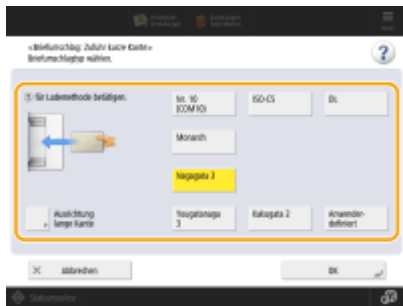 <Briefumschlag: Zufuhr kurze Kante>
Briefumschlagtyp wählen.
für Lademethode betätigen.
Nr. 10
(COM10)
ISO-C5
DL
Monarch
Nagagata 3
Ausrichtung
lange Kante
Yougatanaga
3
Kakugata 2
Anwender-
definiert
Abbrechen
OK
Statusmonitor